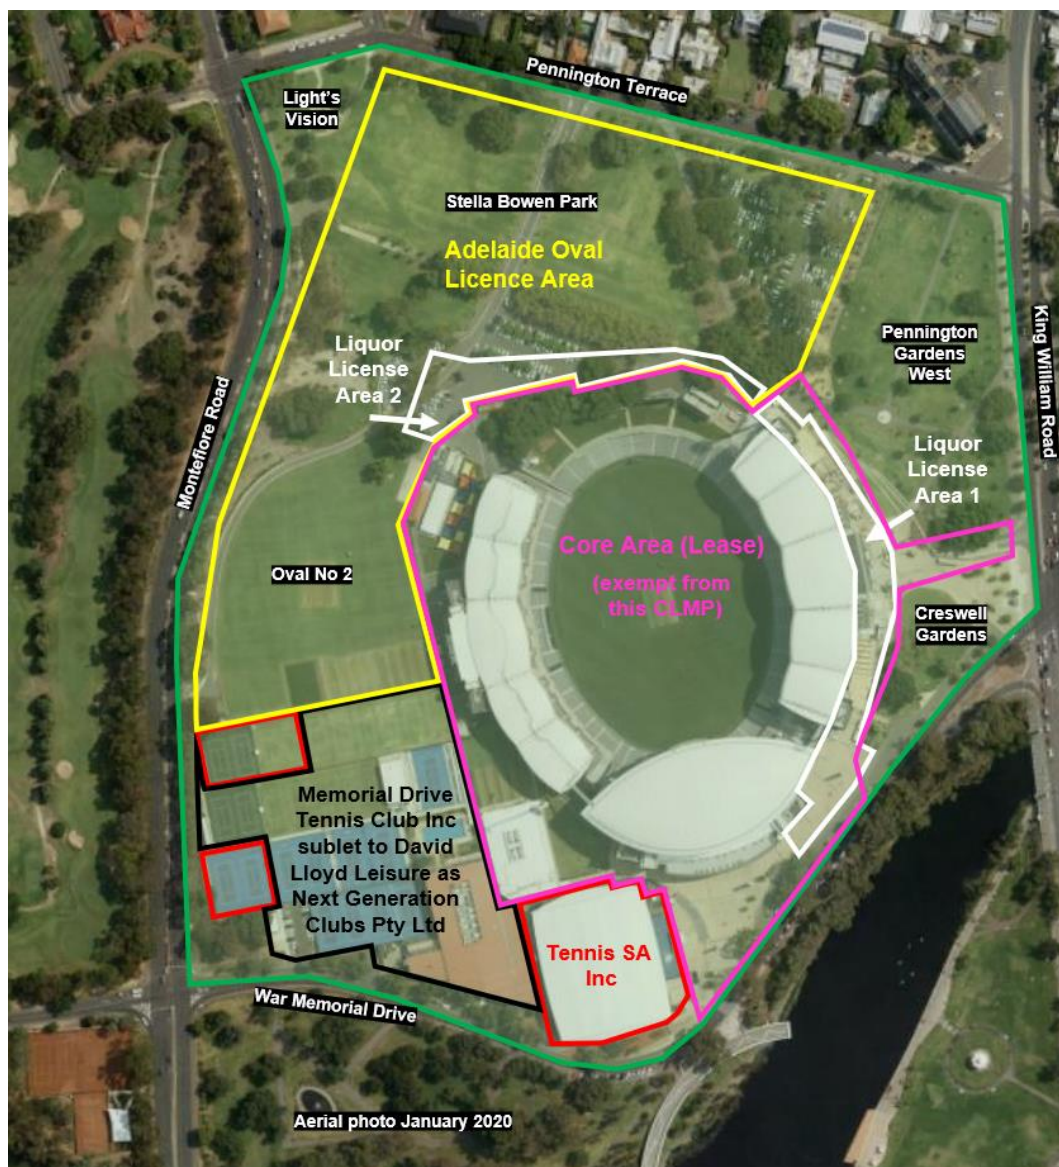 Pennington Terrace
Light's
Vision
Stella Bowen Park
Adelaide Oval
Licence Area
Liquor
License
Area 2
Pennington
Gardens
West
King William Road
Montefiore Road
Liquor
License
Area 1
Core Area (Lease)
(exempt from
this CLMP)
Oval No 2
Creswell
Gardens
Memorial Drive
Tennis Club Inc
sublet to David
Lloyd Leisure as
Next Generation
Clubs Pty Ltd
Tennis SA
Inc
War Memorial Drive
Aerial photo January 2020